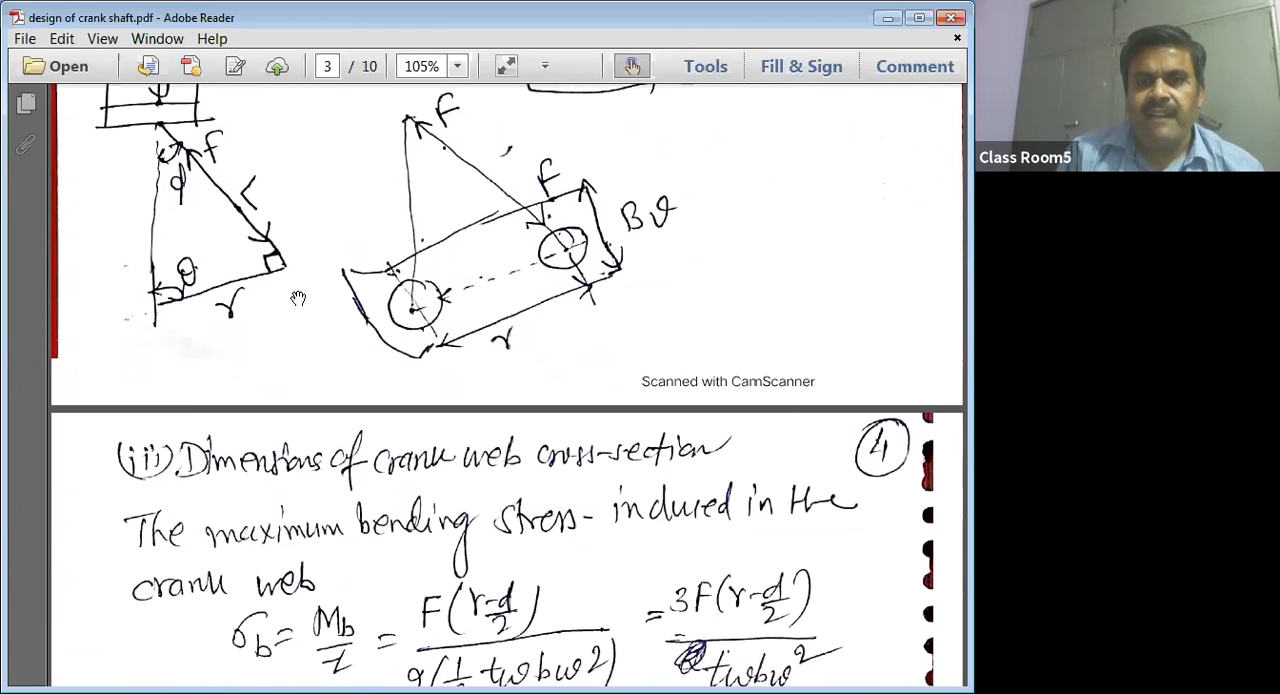 design of crank shaft.pdf - Adobe Reader
File Edit View Window Help
Open 3 / 10 105% Tools Fill & Sign Comment
Class Room5
F
F
F
L
ϕ
θ
r
r
Scanned with CamScanner
(iii) Dimensions of crank web cross-section
4
The maximum bending stress- induced in the
crank web
σb = Mb/z = F(r-d/2) = 3F(r-d/2)
twbw2) twbw2